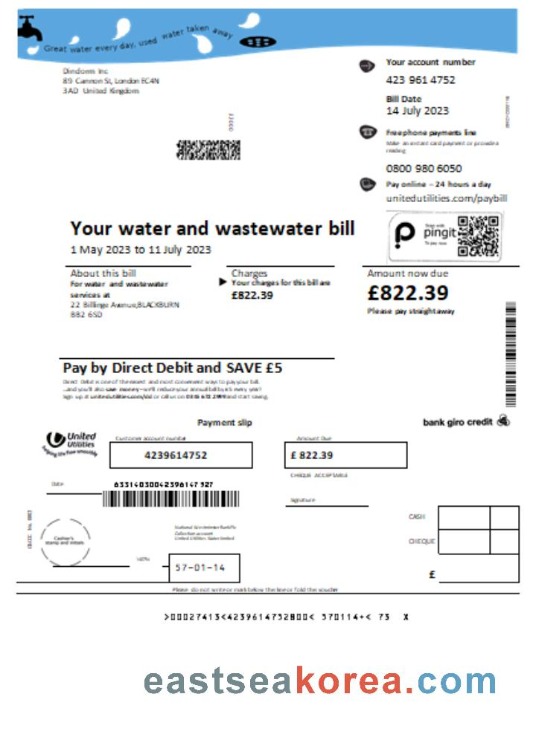 Great water every day, used water taken away
Dindorm Inc
89 Cannon St, London EC4N
3AD United Kingdom
Your account number
423 961 4752
Bill Date
14 July 2023
Freephone payments line
Make an instant card payment or provide a
reading
0800 980 6050
Pay online – 24 hours a day
unitedutilities.com/paybill
pingit
Your water and wastewater bill
1 May 2023 to 11 July 2023
About this bill
For water and wastewater
services at
22 Billinge Avenue,BLACKBURN
BB2 6SD
Charges
Your charges for this bill are
£822.39
Amount now due
£822.39
Please pay straight away
Pay by Direct Debit and SAVE £5
Direct Debit is one of the easiest and most convenient ways to pay your bill.
...and you'll also save money—we'll reduce your annual bill by £5 every year!
Sign up at unitedutilities.com/dd or call us on 0345 672 2999 and start saving.
Payment slip
bank giro credit
United
Utilities
helping life flow smoothly
Customer account number
4239614752
Amount Due
£ 822.39
CHEQUE ACCEPTABLE
Date
Signature
Cashier's
stamp and initials
National Westminster Bank Plc
Collection account
United Utilities Water Limited
57-01-14
CASH
CHEQUE
£
Please do not write or mark below the line or fold this voucher
eastseakorea.com